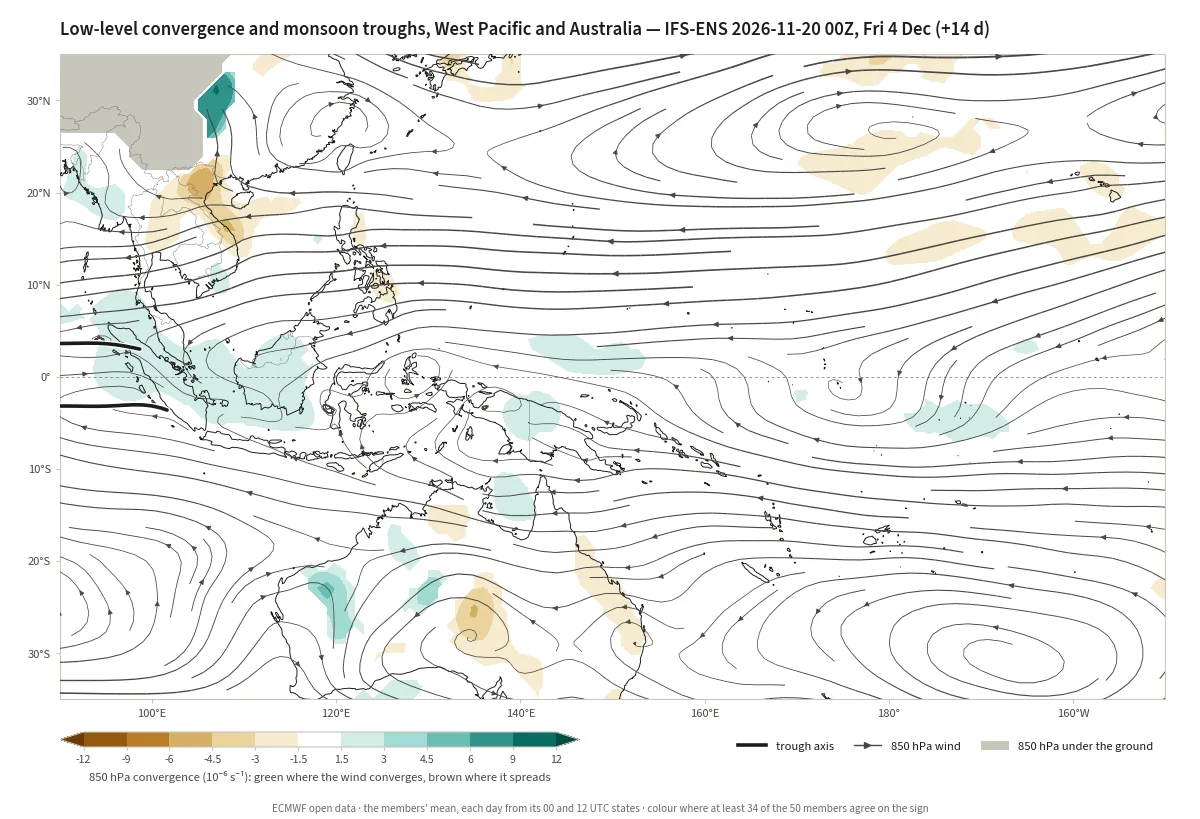 Low-level convergence and monsoon troughs, West Pacific and Australia — IFS-ENS 2026-11-20 00Z, Fri 4 Dec (+14 d)
30°N
20°N
10°N
0°
10°S
20°S
30°S
100°E 120°E 140°E 160°E 180° 160°W
-12 -9 -6 -4.5 -3 -1.5 1.5 3 4.5 6 9 12
850 hPa convergence (10⁻⁶ s⁻¹): green where the wind converges, brown where it spreads
trough axis 850 hPa wind 850 hPa under the ground
ECMWF open data · the members' mean, each day from its 00 and 12 UTC states · colour where at least 34 of the 50 members agree on the sign